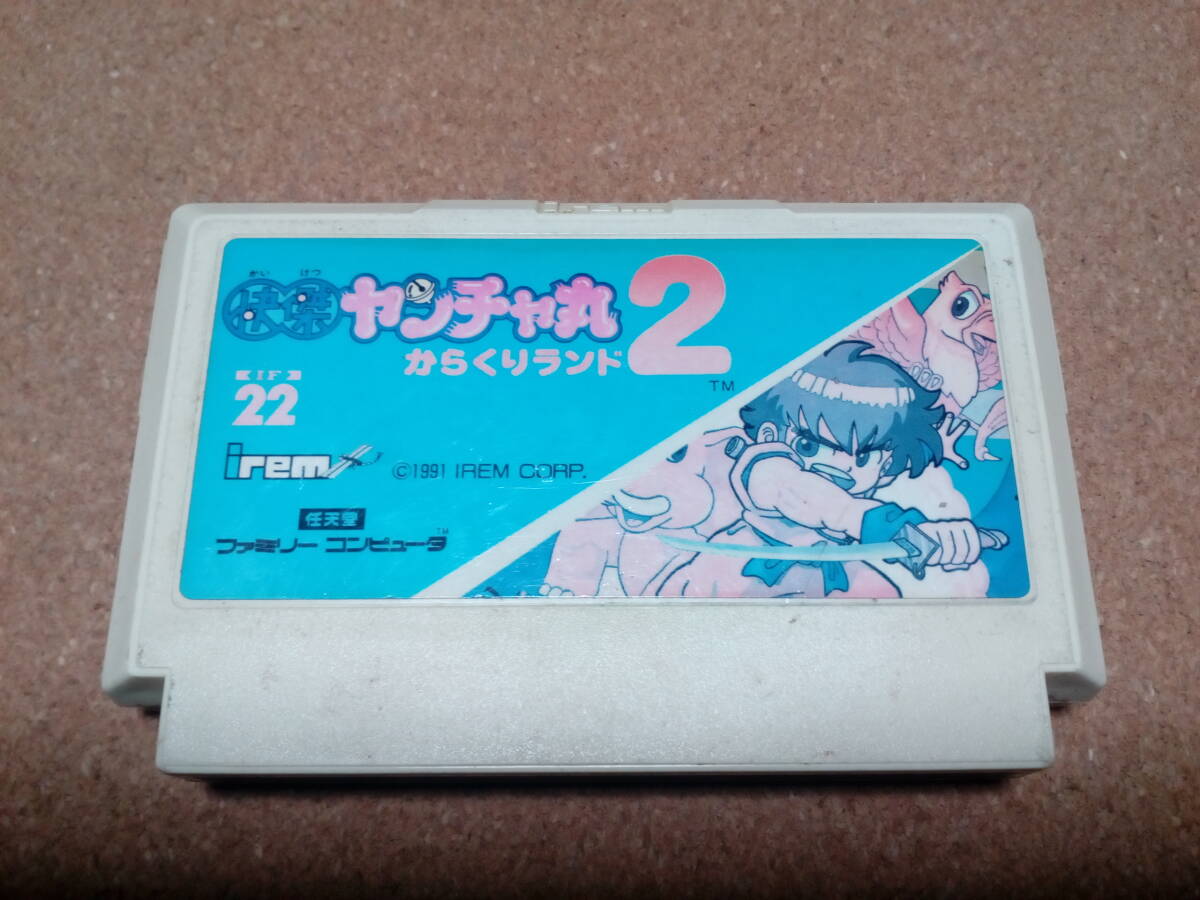 かい けつ
快傑 ヤンチャ丸 2
からくりランド
TM
IF
22
irem
©1991 IREM CORP.
任天堂
ファミリー コンピュータ TM